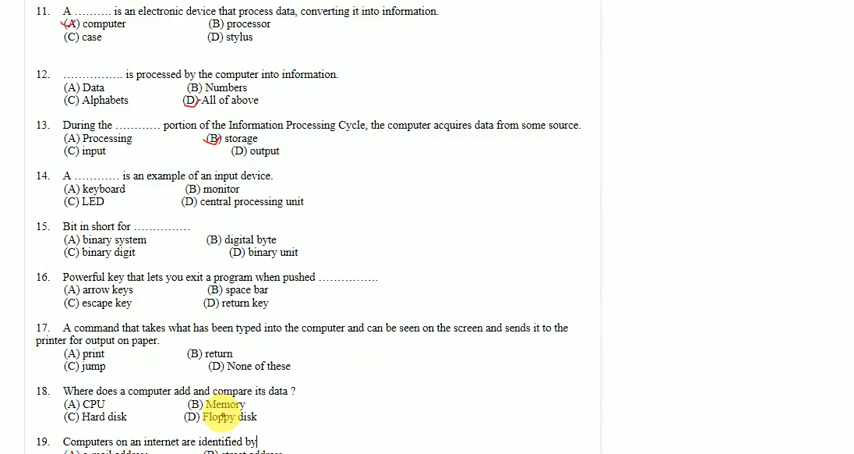 11. A .......... is an electronic device that process data, converting it into information.
(A) computer (B) processor
(C) case (D) stylus
12. ................ is processed by the computer into information.
(A) Data (B) Numbers
(C) Alphabets (D) All of above
13. During the ............ portion of the Information Processing Cycle, the computer acquires data from some source.
(A) Processing (B) storage
(C) input (D) output
14. A ............ is an example of an input device.
(A) keyboard (B) monitor
(C) LED (D) central processing unit
15. Bit in short for ...............
(A) binary system (B) digital byte
(C) binary digit (D) binary unit
16. Powerful key that lets you exit a program when pushed ................
(A) arrow keys (B) space bar
(C) escape key (D) return key
17. A command that takes what has been typed into the computer and can be seen on the screen and sends it to the
printer for output on paper.
(A) print (B) return
(C) jump (D) None of these
18. Where does a computer add and compare its data ?
(A) CPU (B) Memory
(C) Hard disk (D) Floppy disk
19. Computers on an internet are identified by
(A) e-mail address (B) street address